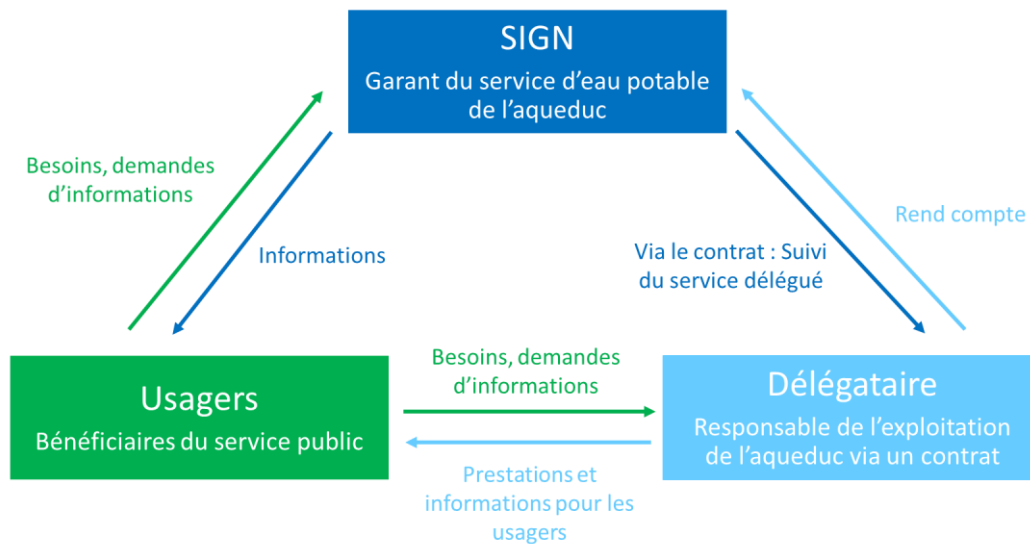 SIGN
Garant du service d'eau potable
de l'aqueduc
Besoins, demandes
d'informations
Informations
Via le contrat : Suivi
du service délégué
Rend compte
Usagers
Bénéficiaires du service public
Besoins, demandes
d'informations
Prestations et
informations pour les
usagers
Délégataire
Responsable de l'exploitation
de l'aqueduc via un contrat